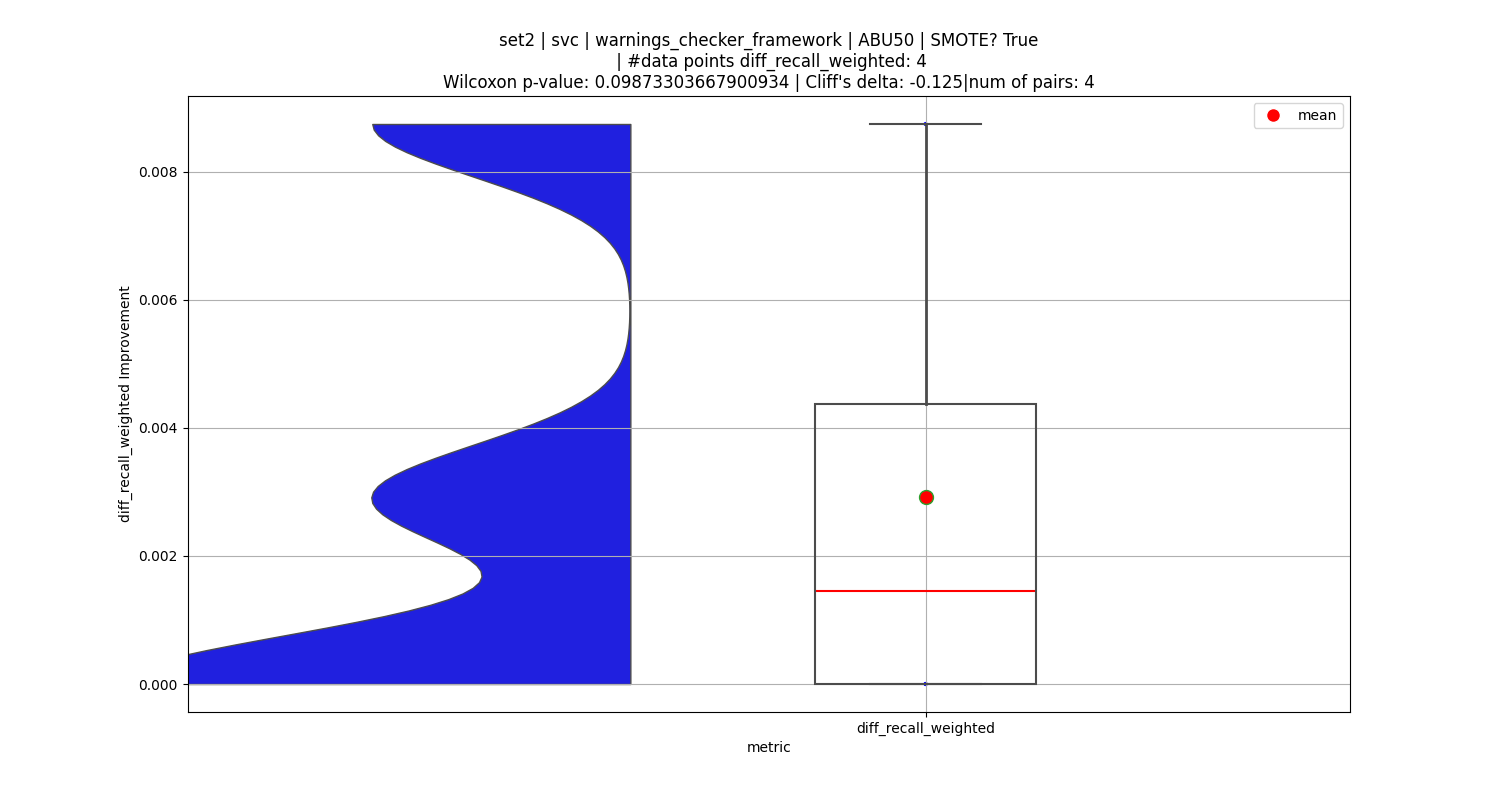 set2 | svc | warnings_checker_framework | ABU50 | SMOTE? True
| #data points diff_recall_weighted: 4
Wilcoxon p-value: 0.09873303667900934 | Cliff's delta: -0.125|num of pairs: 4
mean
0.008
0.006
0.004
0.002
0.000
diff_recall_weighted Improvement
diff_recall_weighted
metric